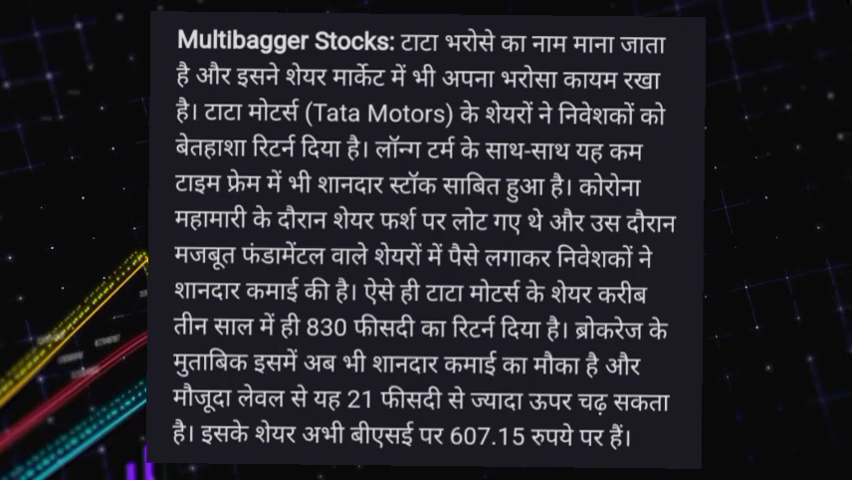 Multibagger Stocks: टाटा भरोसे का नाम माना जाता
है और इसने शेयर मार्केट में भी अपना भरोसा कायम रखा
है। टाटा मोटर्स (Tata Motors) के शेयरों ने निवेशकों को
बेतहाशा रिटर्न दिया है। लॉन्ग टर्म के साथ-साथ यह कम
टाइम फ्रेम में भी शानदार स्टॉक साबित हुआ है। कोरोना
महामारी के दौरान शेयर फर्श पर लोट गए थे और उस दौरान
मजबूत फंडामेंटल वाले शेयरों में पैसे लगाकर निवेशकों ने
शानदार कमाई की है। ऐसे ही टाटा मोटर्स के शेयर करीब
तीन साल में ही 830 फीसदी का रिटर्न दिया है। ब्रोकरेज के
मुताबिक इसमें अब भी शानदार कमाई का मौका है और
मौजूदा लेवल से यह 21 फीसदी से ज्यादा ऊपर चढ़ सकता
है। इसके शेयर अभी बीएसई पर 607.15 रुपये पर हैं।